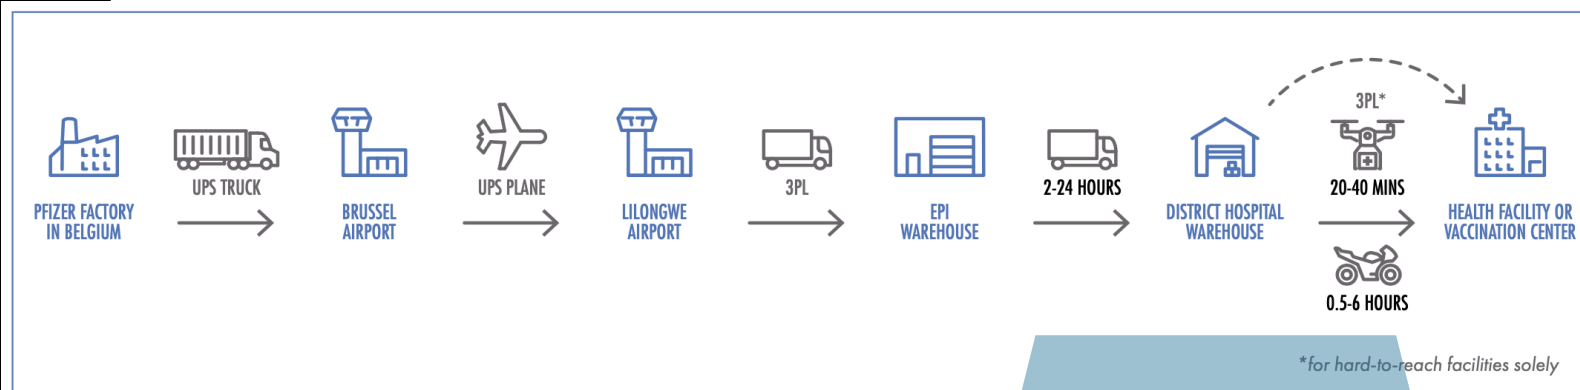 3PL*
UPS TRUCK
UPS PLANE
3PL
2-24 HOURS
20-40 MINS
PFIZER FACTORY
IN BELGIUM
BRUSSEL
AIRPORT
LILONGWE
AIRPORT
EPI
WAREHOUSE
DISTRICT HOSPITAL
WAREHOUSE
HEALTH FACILITY OR
VACCINATION CENTER
0.5-6 HOURS
*for hard-to-reach facilities solely